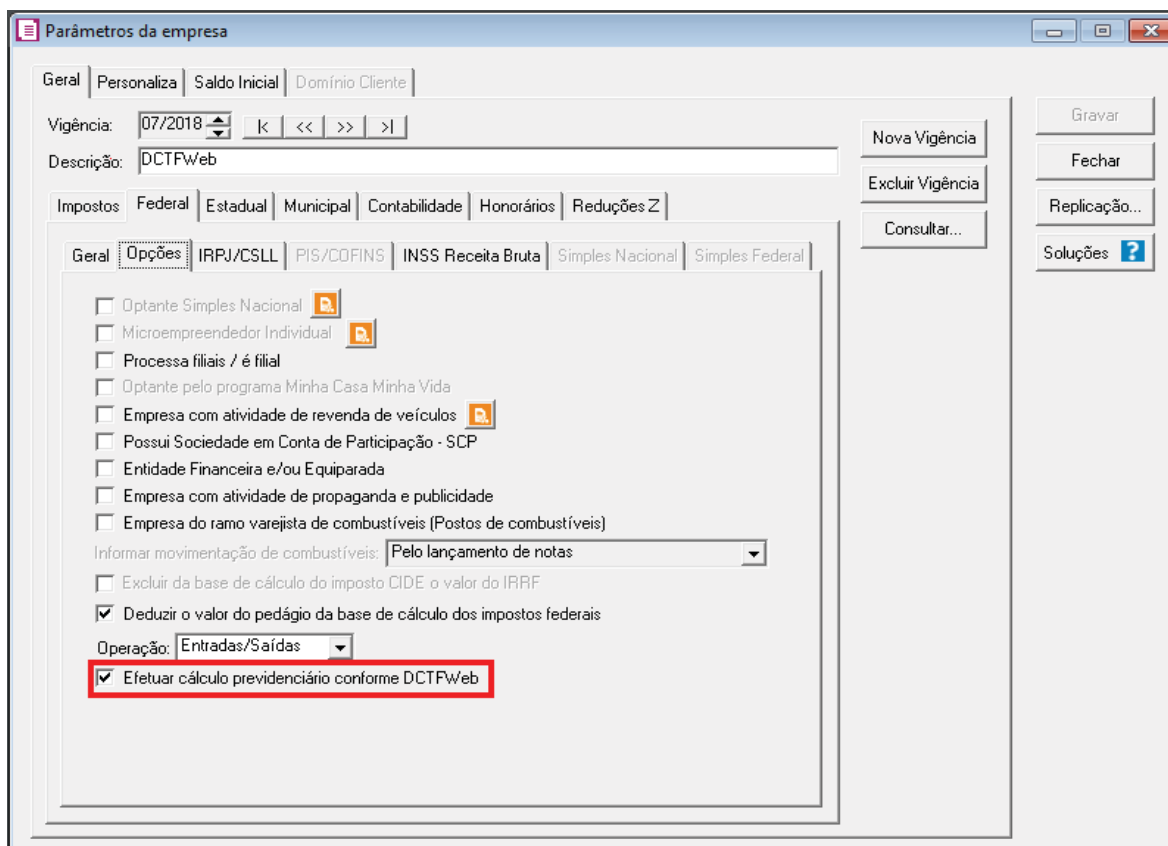 Parâmetros da empresa
Geral Personaliza Saldo Inicial Domínio Cliente
Vigência: 07/2018 |< << >> >|
Descrição: DCTFWeb
Nova Vigência
Excluir Vigência
Consultar...
Gravar
Fechar
Replicação...
Soluções ?
Impostos Federal Estadual Municipal Contabilidade Honorários Reduções Z
Geral Opções IRPJ/CSLL PIS/COFINS INSS Receita Bruta Simples Nacional Simples Federal
Optante Simples Nacional
Microempreendedor Individual
Processa filiais / é filial
Optante pelo programa Minha Casa Minha Vida
Empresa com atividade de revenda de veículos
Possui Sociedade em Conta de Participação - SCP
Entidade Financeira e/ou Equiparada
Empresa com atividade de propaganda e publicidade
Empresa do ramo varejista de combustíveis (Postos de combustíveis)
Informar movimentação de combustíveis: Pelo lançamento de notas
Excluir da base de cálculo do imposto CIDE o valor do IRRF
Deduzir o valor do pedágio da base de cálculo dos impostos federais
Operação: Entradas/Saídas
Efetuar cálculo previdenciário conforme DCTFWeb